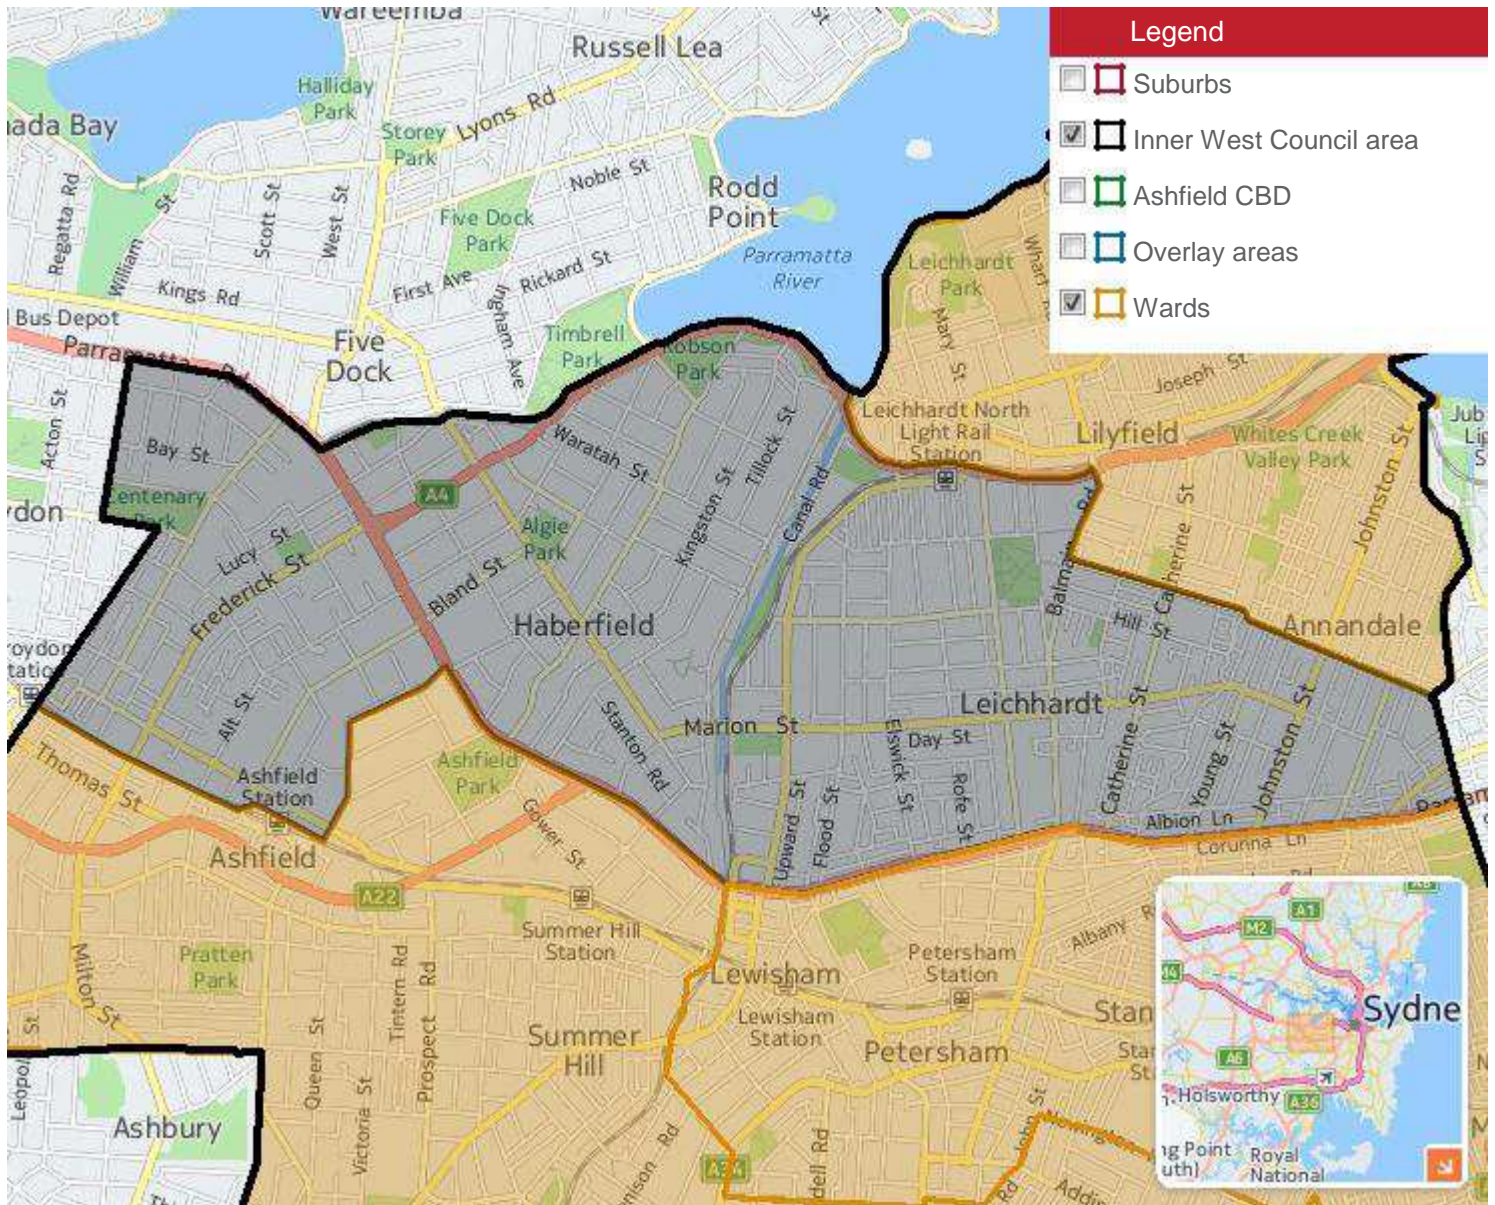 Wareemba
Russell Lea
Legend
Suburbs
Inner West Council area
Ashfield CBD
Overlay areas
Wards
Halliday
Park
Storey
Park
Lyons Rd
Noble St
Rodd
Point
Regatta Rd
William St
Scott St
West St
Five Dock
Park
Parramatta
River
Leichhardt
Park
Kings Rd
First Ave
Rickard St
Ingham Ave
Bus Depot
Five
Dock
Timbrell
Park
Robson
Park
Parramatta Rd
Mary St
Joseph St
Acton St
Bay St
Centenary
Park
Waratah St
Tillock St
Leichhardt North
Light Rail
Station
Lilyfield
Whites Creek
Valley Park
Johnston St
A4
Algie
Park
Kingston St
Canal Rd
Lucy St
Frederick St
Bland St
Catherine St
Haberfield
Hill St
Annandale
Alt St
Stanton Rd
Marion St
Leichhardt
Day St
Elswick St
Rofe St
Catherine St
Young St
Johnston St
Ashfield
Station
Ashfield
Park
Thomas St
Gower St
Upward St
Flood St
Albion Ln
Corunna Ln
Ashfield
A22
Summer Hill
Station
Pratten
Park
Milton St
Tintern Rd
Prospect Rd
Lewisham
Lewisham
Station
Petersham
Station
Albany
Summer
Hill
Petersham
Queen St
Victoria St
Ashbury
John St
A34
M2
A1
Sydne
A6
Holsworthy
A36
Royal
National